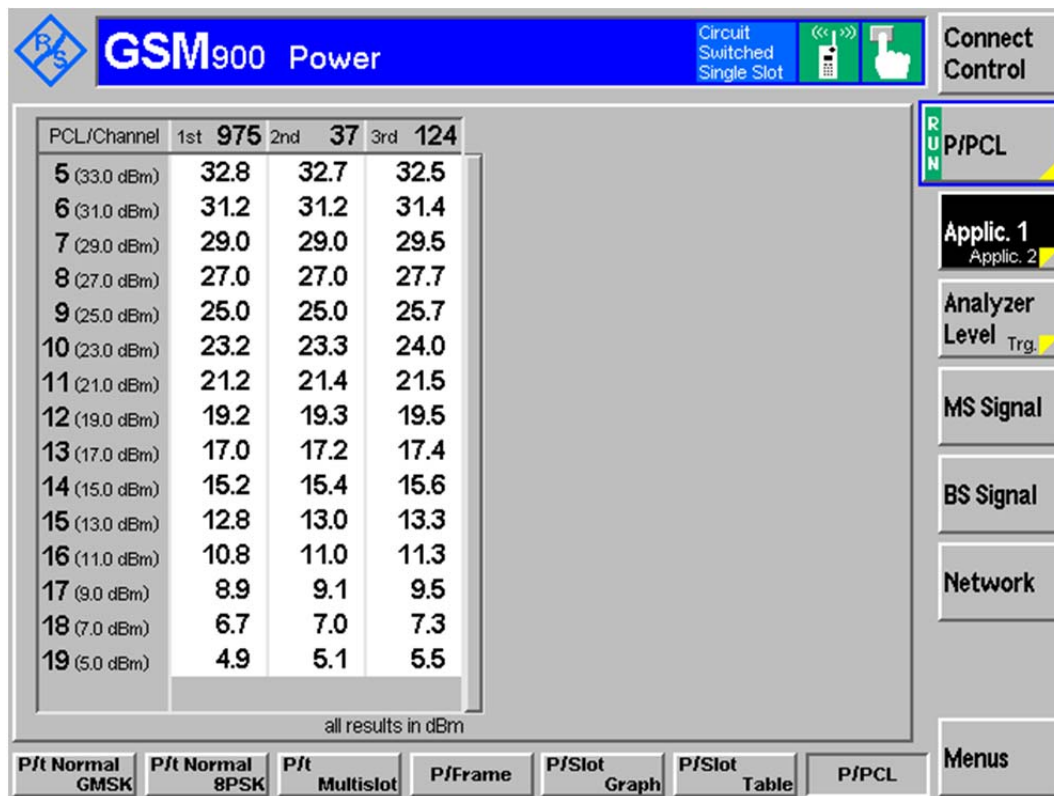 R/S
GSM900 Power
Circuit
Switched
Single Slot
Connect
Control
PCL/Channel 1st 975 2nd 37 3rd 124
5 (33.0 dBm) 32.8 32.7 32.5
6 (31.0 dBm) 31.2 31.2 31.4
7 (29.0 dBm) 29.0 29.0 29.5
8 (27.0 dBm) 27.0 27.0 27.7
9 (25.0 dBm) 25.0 25.0 25.7
10 (23.0 dBm) 23.2 23.3 24.0
11 (21.0 dBm) 21.2 21.4 21.5
12 (19.0 dBm) 19.2 19.3 19.5
13 (17.0 dBm) 17.0 17.2 17.4
14 (15.0 dBm) 15.2 15.4 15.6
15 (13.0 dBm) 12.8 13.0 13.3
16 (11.0 dBm) 10.8 11.0 11.3
17 (9.0 dBm) 8.9 9.1 9.5
18 (7.0 dBm) 6.7 7.0 7.3
19 (5.0 dBm) 4.9 5.1 5.5
all results in dBm
RUN
P/PCL
Applic. 1
Applic. 2
Analyzer
Level Trg.
MS Signal
BS Signal
Network
Menus
P/t Normal
GMSK
P/t Normal
8PSK
P/t
Multislot
P/Frame
P/Slot
Graph
P/Slot
Table
P/PCL